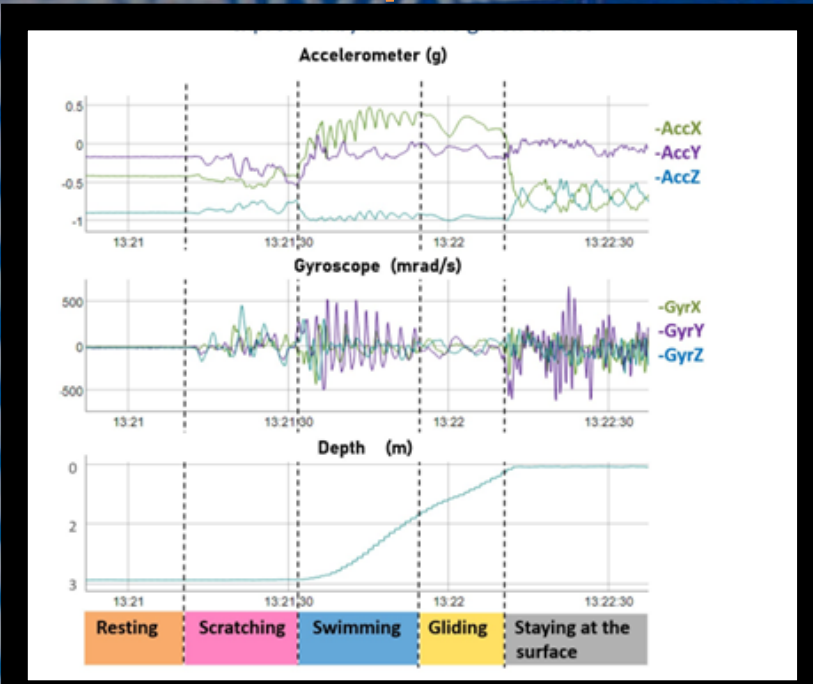 Accelerometer (g)
0.5
0
-0.5
-1
-AccX
-AccY
-AccZ
13:21
13:21:30
13:22
13:22:30
Gyroscope (mrad/s)
500
0
-500
-GyrX
-GyrY
-GyrZ
13:21
13:21:30
13:22
13:22:30
Depth (m)
0
2
3
13:21
13:21:30
13:22
13:22:30
Resting
Scratching
Swimming
Gliding
Staying at the
surface